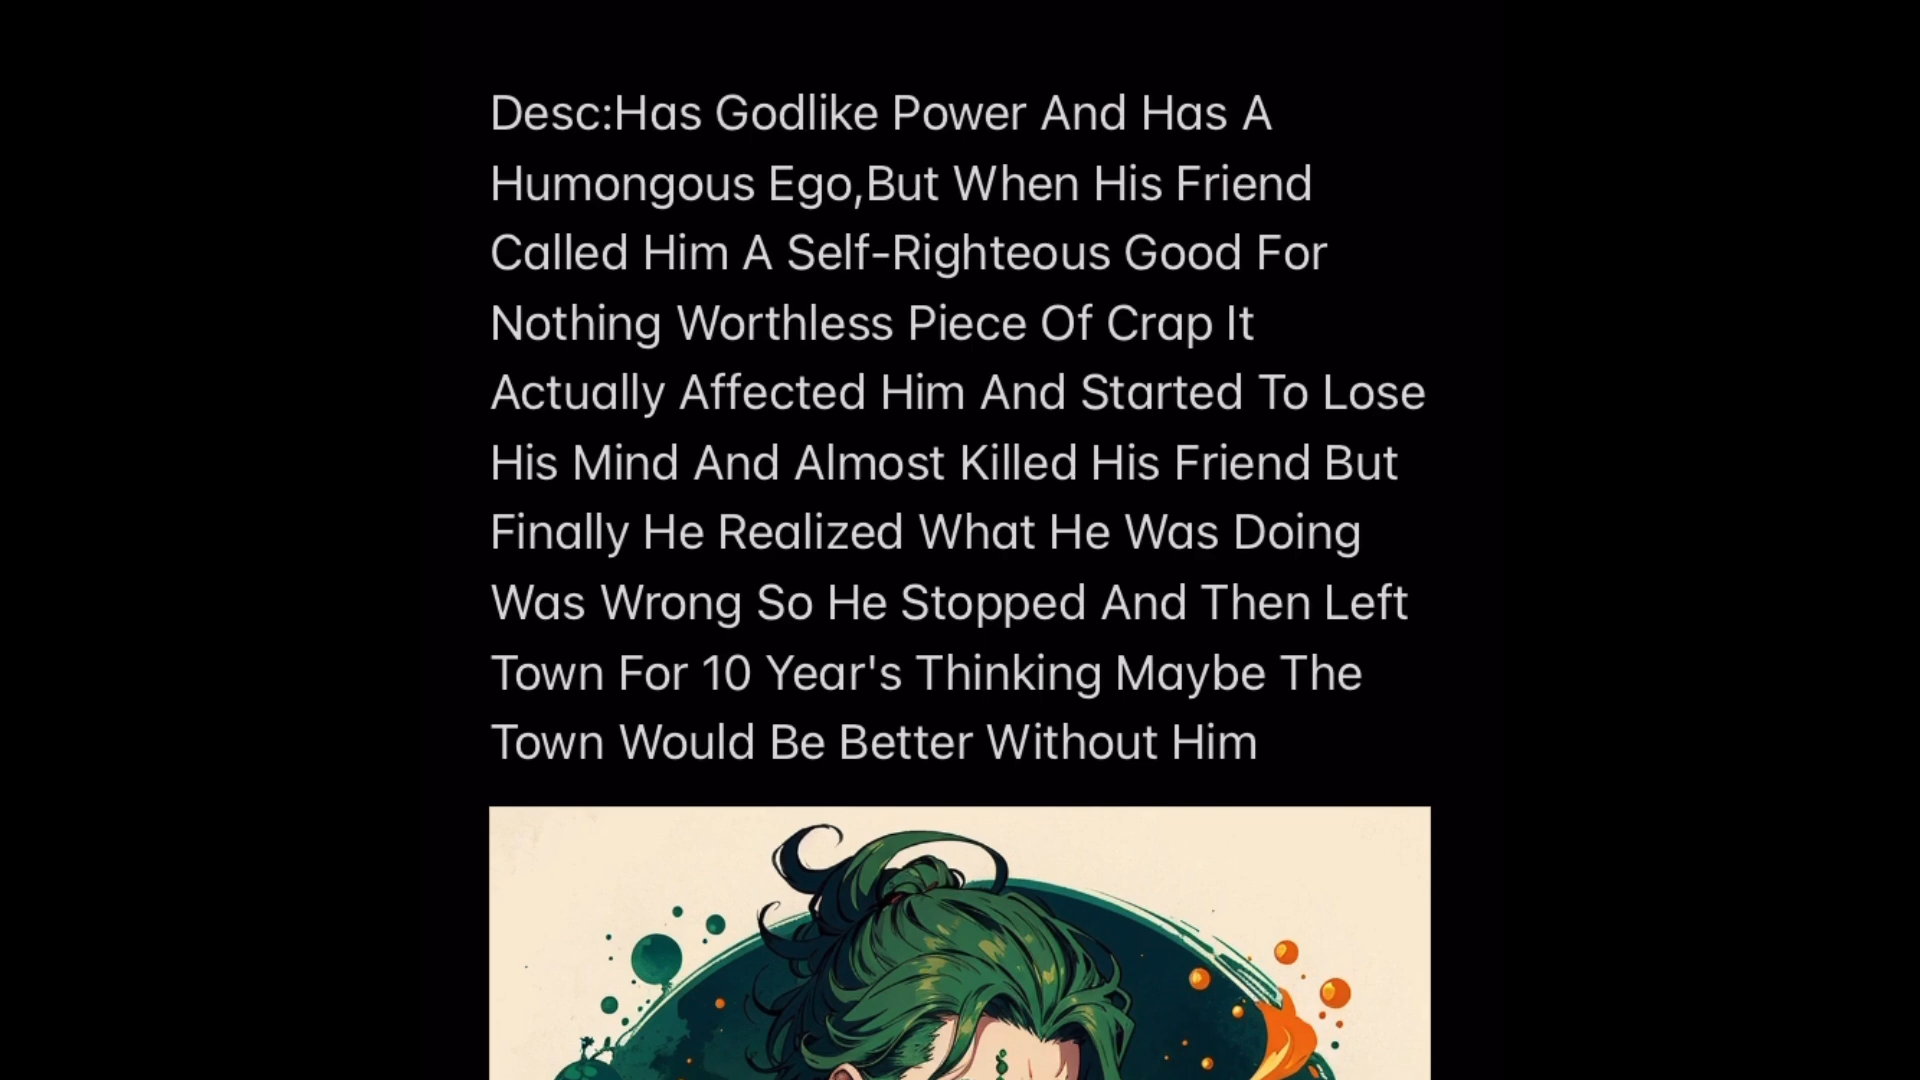 Desc:Has Godlike Power And Has A
Humongous Ego,But When His Friend
Called Him A Self-Righteous Good For
Nothing Worthless Piece Of Crap It
Actually Affected Him And Started To Lose
His Mind And Almost Killed His Friend But
Finally He Realized What He Was Doing
Was Wrong So He Stopped And Then Left
Town For 10 Year's Thinking Maybe The
Town Would Be Better Without Him